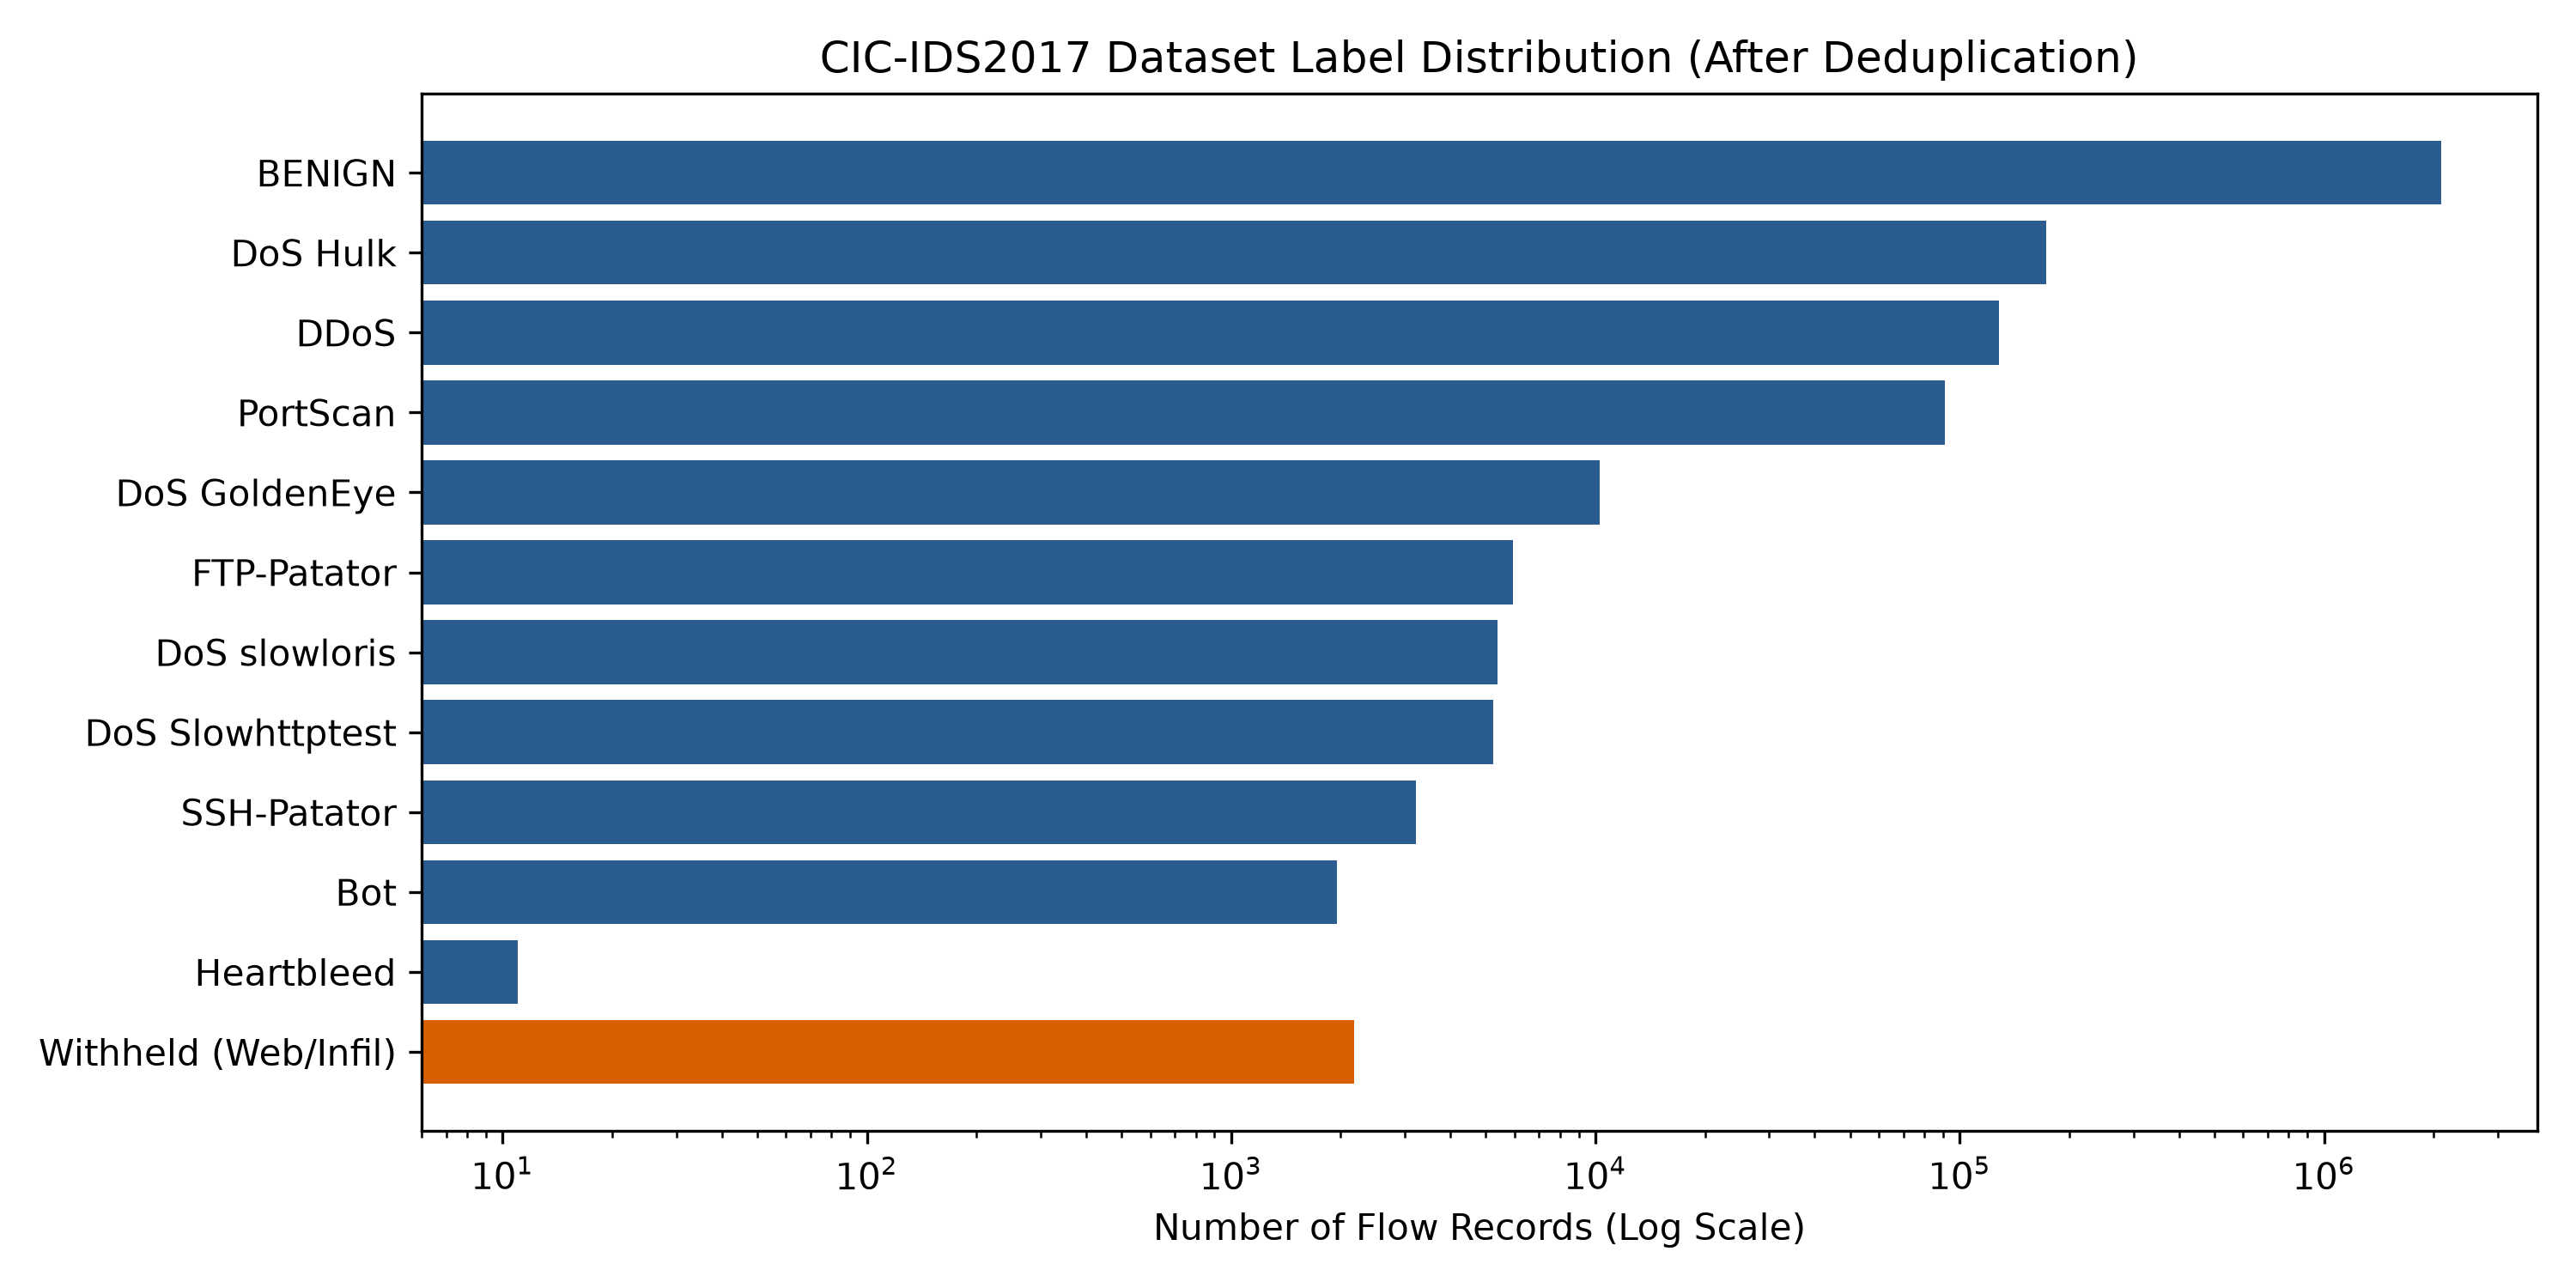 CIC-IDS2017 Dataset Label Distribution (After Deduplication)
BENIGN
DoS Hulk
DDoS
PortScan
DoS GoldenEye
FTP-Patator
DoS slowloris
DoS Slowhttptest
SSH-Patator
Bot
Heartbleed
Withheld (Web/Infil)
10¹ 10² 10³ 10⁴ 10⁵ 10⁶
Number of Flow Records (Log Scale)